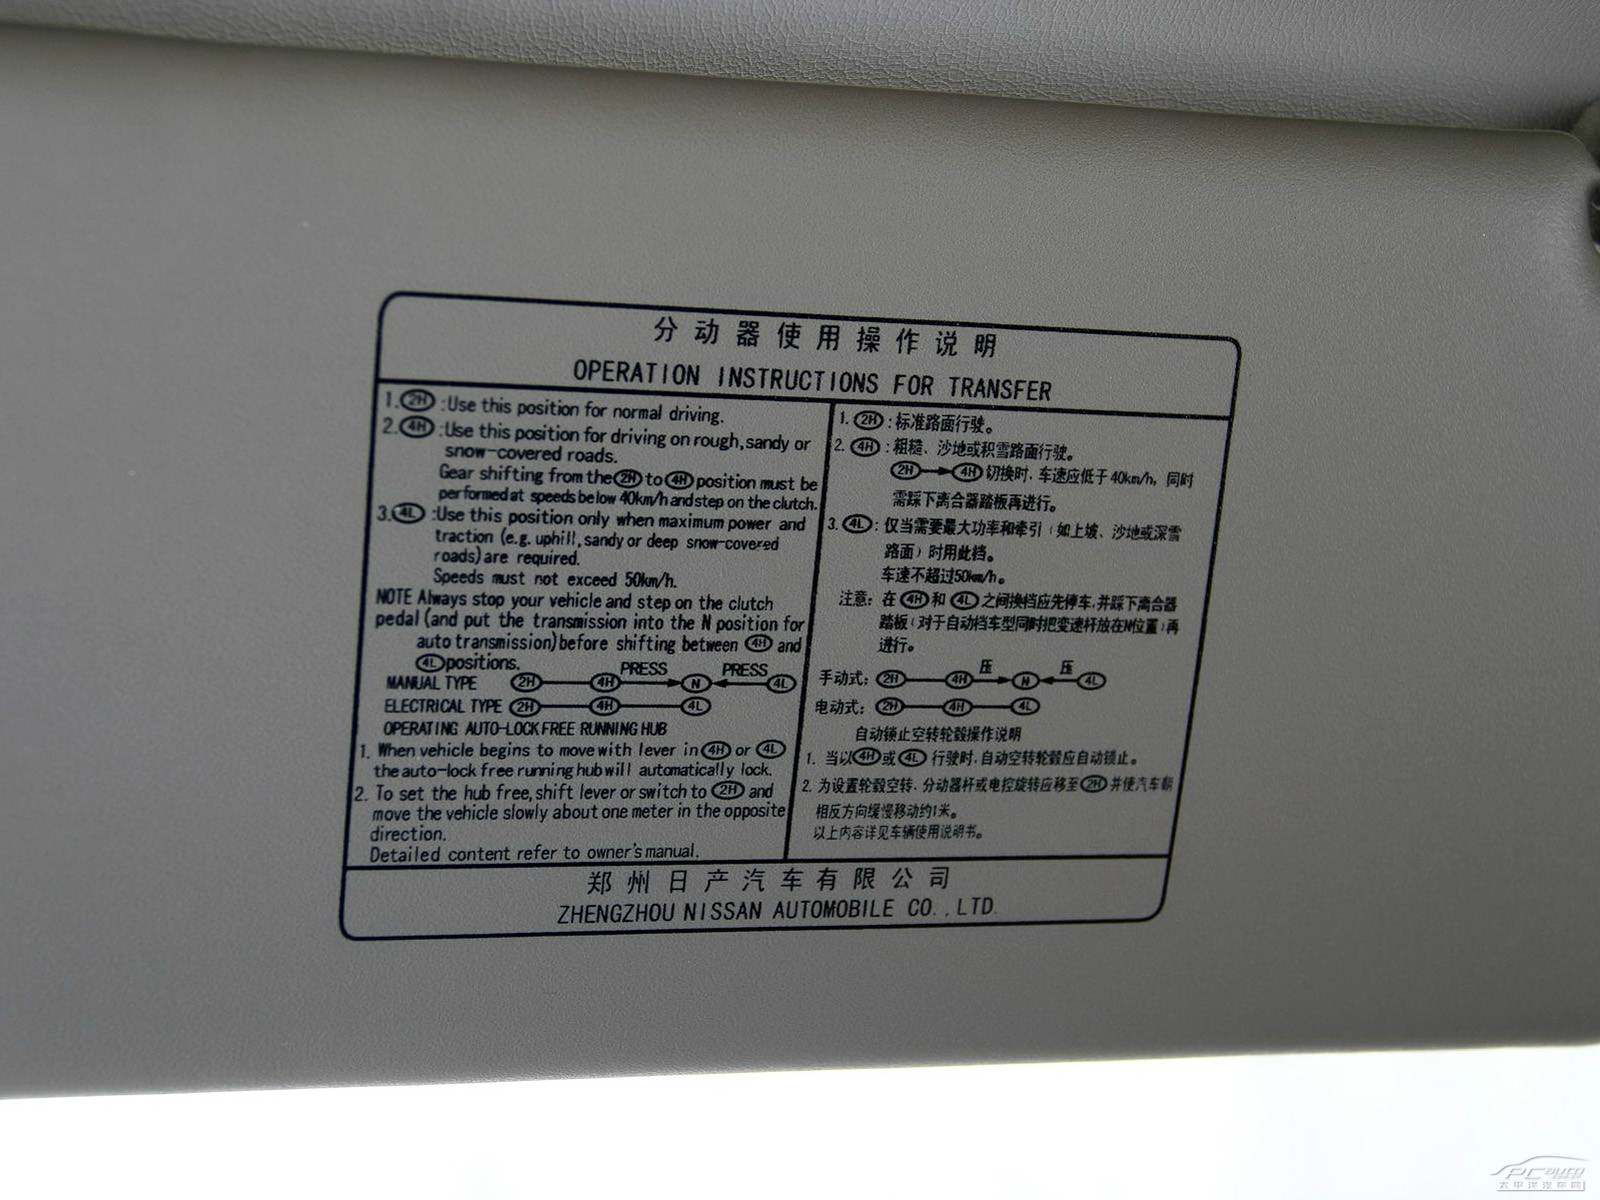 分动器使用操作说明
OPERATION INSTRUCTIONS FOR TRANSFER
1. 2H :Use this position for normal driving.
2. 4H :Use this position for driving on rough,sandy or
snow-covered roads.
Gear shifting from the 2H to 4H position must be
performed at speeds below 40km/h and step on the clutch.
3. 4L :Use this position only when maximum power and
traction (e.g. uphill, sandy or deep snow-covered
roads) are required.
Speeds must not exceed 50km/h.
NOTE Always stop your vehicle and step on the clutch
pedal (and put the transmission into the N position for
auto transmission) before shifting between 4H and
4L positions.
PRESS PRESS
MANUAL TYPE 2H 4H N 4L
ELECTRICAL TYPE 2H 4H 4L
OPERATING AUTO-LOCK FREE RUNNING HUB
1. When vehicle begins to move with lever in 4H or 4L
the auto-lock free running hub will automatically lock.
2. To set the hub free, shift lever or switch to 2H and
move the vehicle slowly about one meter in the opposite
direction.
Detailed content refer to owner's manual.
1. 2H : 标准路面行驶。
2. 4H : 粗糙、沙地或积雪路面行驶。
2H → 4H 切换时, 车速应低于40km/h, 同时
需踩下离合器踏板再进行。
3. 4L : 仅当需要最大功率和牵引(如上坡、沙地或深雪
路面)时用此档。
车速不超过50km/h。
注意: 在 4H 和 4L 之间换档应先停车,并踩下离合器
踏板(对于自动档车型同时把变速杆放在N位置)再
进行。
压 压
手动式: 2H 4H N 4L
电动式: 2H 4H 4L
自动锁止空转轮毂操作说明
1. 当以 4H 或 4L 行驶时, 自动空转轮毂应自动锁止。
2. 为设置轮毂空转, 分动器杆或电控旋转应移至 2H 并使汽车朝
相反方向缓慢移动约1米。
以上内容详见车辆使用说明书。
郑州日产汽车有限公司
ZHENGZHOU NISSAN AUTOMOBILE CO.,LTD.
PCAUTO
太平洋汽车网